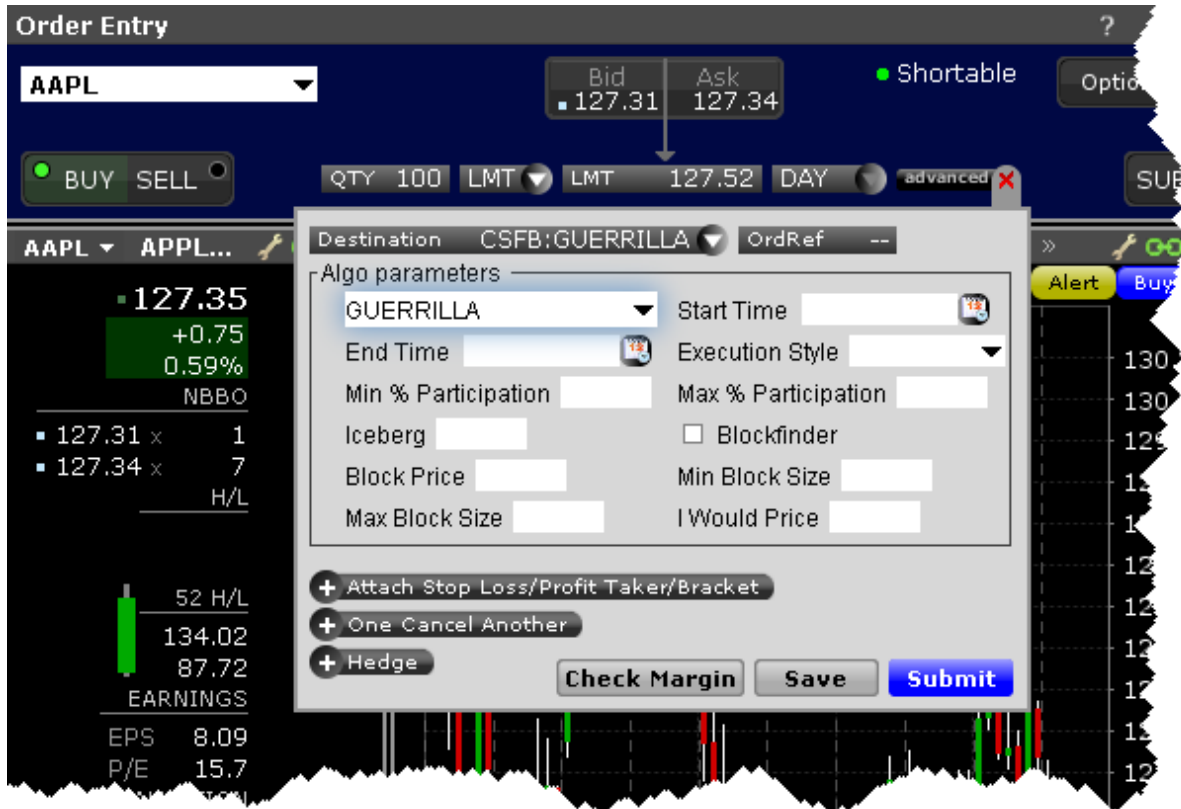 Order Entry ?
AAPL
Bid Ask
127.31 127.34
Shortable
BUY SELL
QTY 100 LMT LMT 127.52 DAY advanced
AAPL APPL...
Destination CSFB:GUERRILLA OrdRef --
»
Alert Buy
Algo parameters
GUERRILLA Start Time
End Time Execution Style
Min % Participation Max % Participation
Iceberg Blockfinder
Block Price Min Block Size
Max Block Size I Would Price
Attach Stop Loss/Profit Taker/Bracket
One Cancel Another
Hedge
Check Margin Save Submit
127.35
+0.75
0.59%
NBBO
127.31 x 1
127.34 x 7
H/L
52 H/L
134.02
87.72
EARNINGS
EPS 8.09
P/E 15.7
130
130